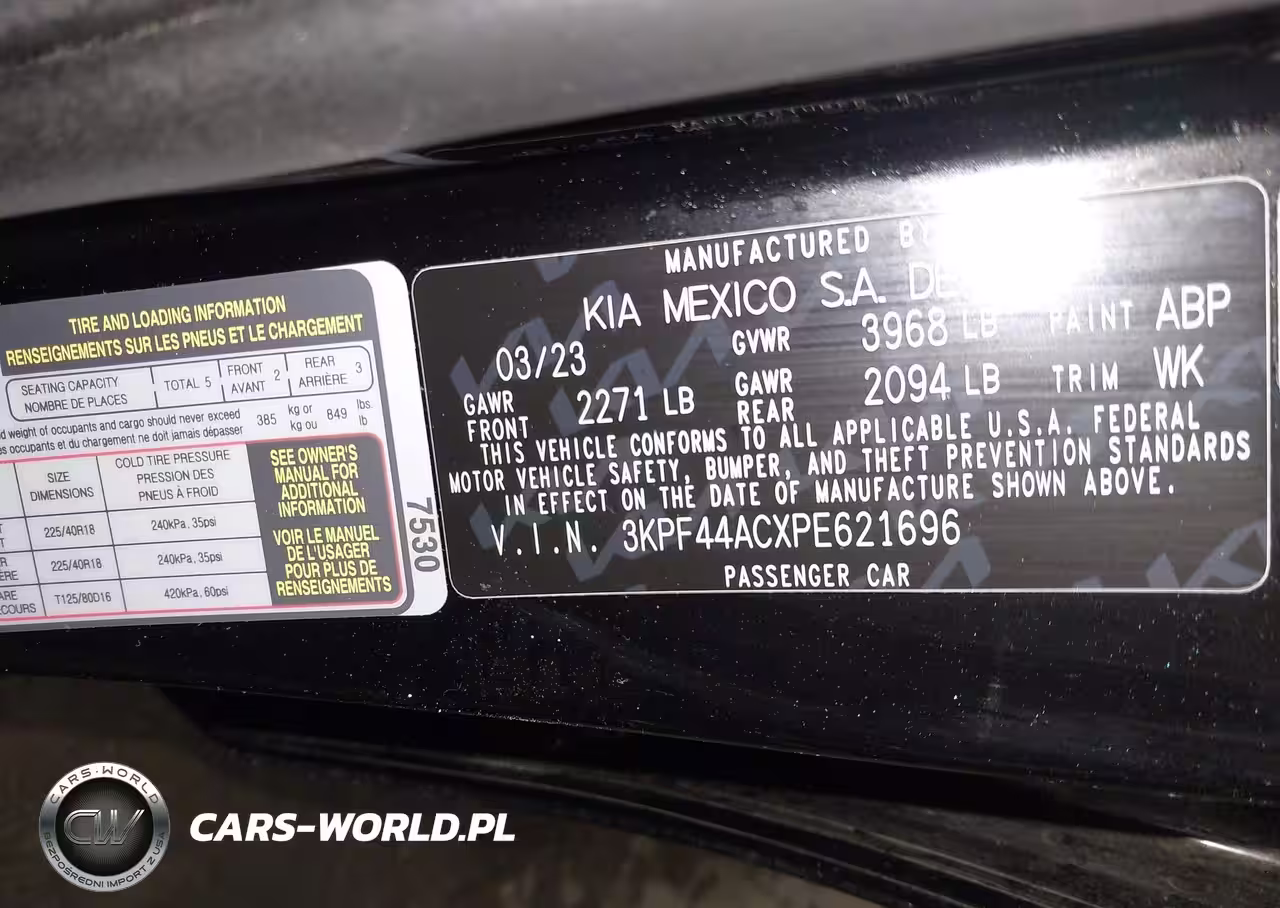 TIRE AND LOADING INFORMATION
RENSEIGNEMENTS SUR LES PNEUS ET LE CHARGEMENT
SEATING CAPACITY
NOMBRE DE PLACES
TOTAL 5
FRONT
AVANT 2
REAR
ARRIÈRE 3
weight of occupants and cargo should never exceed
occupants et du chargement ne doit jamais dépasser
385 kg or
kg ou
849 lbs.
lb
SIZE
DIMENSIONS
COLD TIRE PRESSURE
PRESSION DES
PNEUS À FROID
225/40R18 240kPa, 35psi
225/40R18 240kPa, 35psi
T125/80D16 420kPa, 60psi
SEE OWNER'S
MANUAL FOR
ADDITIONAL
INFORMATION
VOIR LE MANUEL
DE L'USAGER
POUR PLUS DE
RENSEIGNEMENTS
7530
MANUFACTURED BY
KIA MEXICO S.A. DE
03/23 GVWR 3968 LB PAINT ABP
GAWR
FRONT 2271 LB GAWR
REAR 2094 LB TRIM WK
THIS VEHICLE CONFORMS TO ALL APPLICABLE U.S.A. FEDERAL
MOTOR VEHICLE SAFETY, BUMPER, AND THEFT PREVENTION STANDARDS
IN EFFECT ON THE DATE OF MANUFACTURE SHOWN ABOVE.
V.I.N. 3KPF44ACXPE621696
PASSENGER CAR
CARS-WORLD
CW
BEZPOŚREDNI IMPORT Z USA
CARS-WORLD.PL